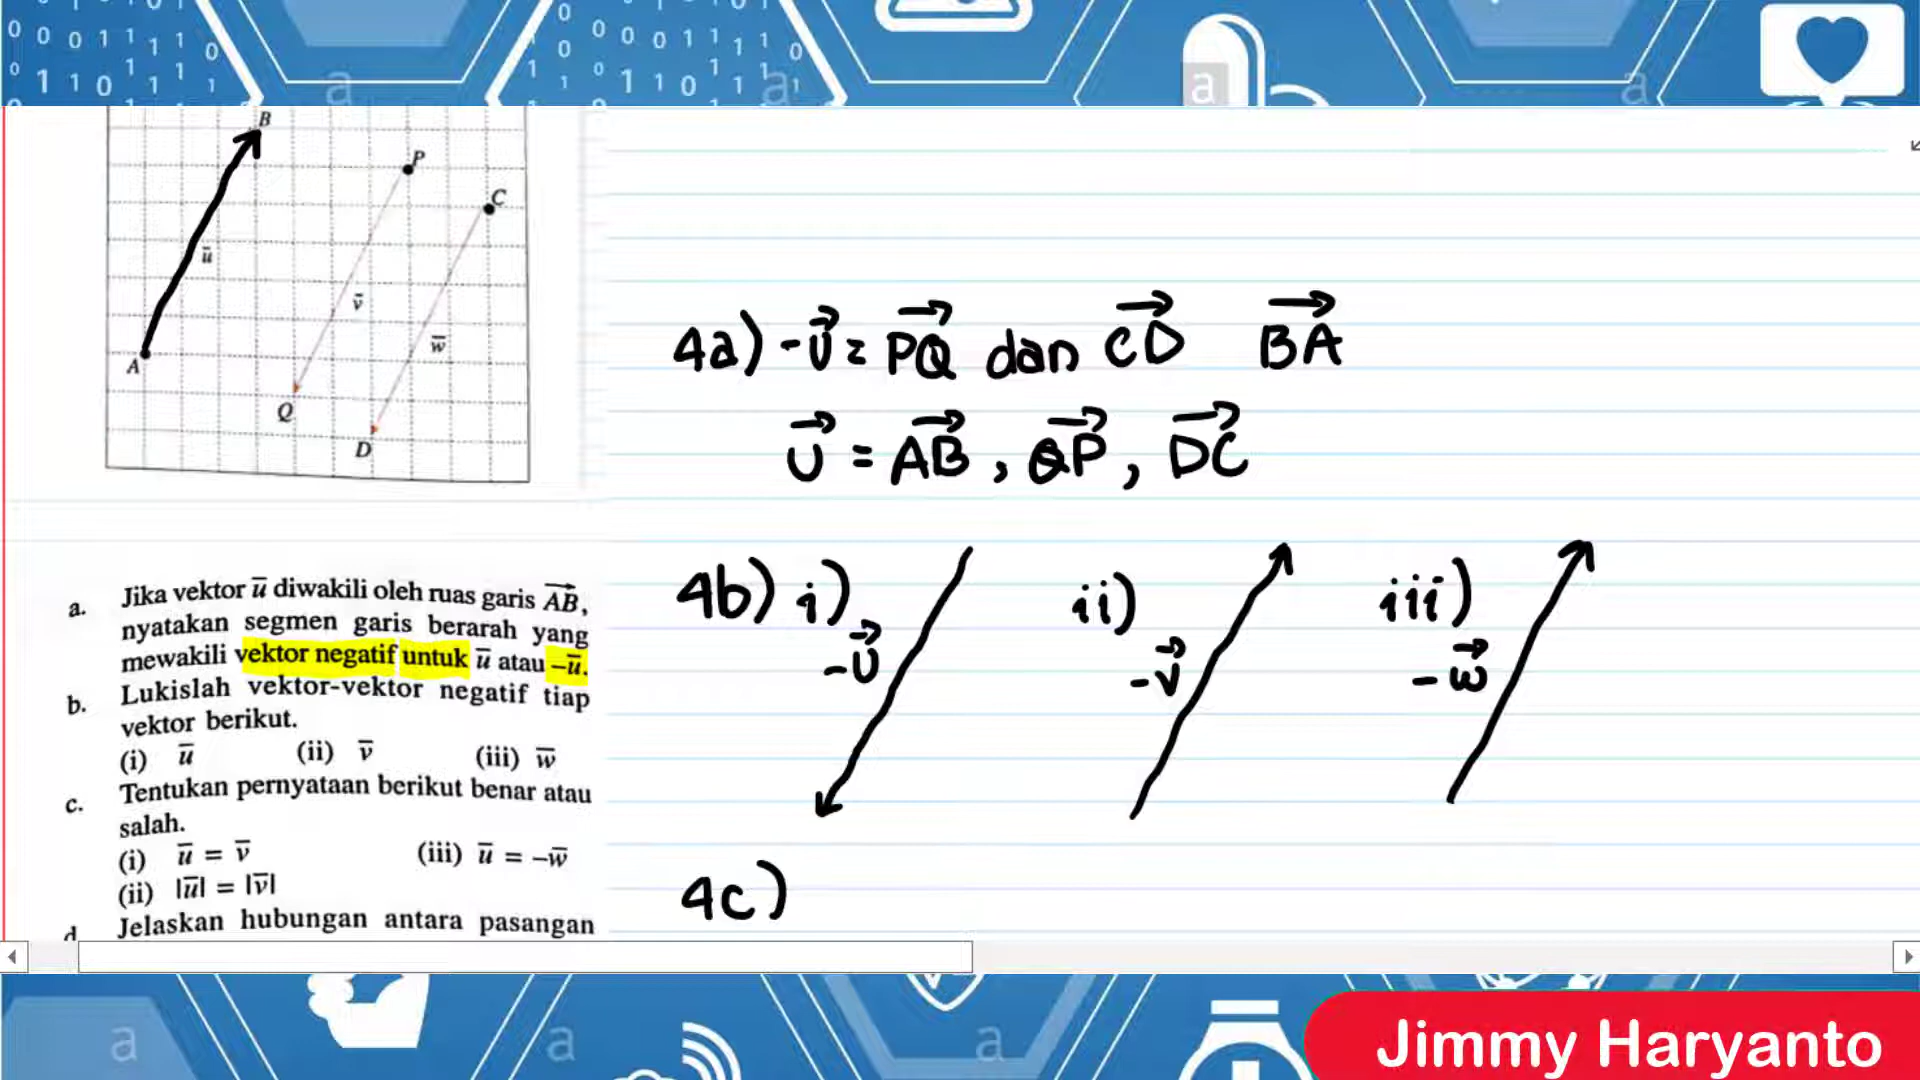 B
P
C
u̅
v̅
w̅
A
Q
D
4a) -u⃗ = PQ⃗ dan CD⃗ BA⃗
u⃗ = AB⃗ , QP⃗ , DC⃗
a. Jika vektor u̅ diwakili oleh ruas garis AB⃗,
nyatakan segmen garis berarah yang
mewakili vektor negatif untuk u̅ atau –u̅.
b. Lukislah vektor-vektor negatif tiap
vektor berikut.
(i) u̅ (ii) v̅ (iii) w̅
c. Tentukan pernyataan berikut benar atau
salah.
(i) u̅ = v̅ (iii) u̅ = –w̅
(ii) |u̅| = |v̅|
d. Jelaskan hubungan antara pasangan
4b) i) ii) iii)
-u⃗ -v⃗ -w⃗
4c)
Jimmy Haryanto